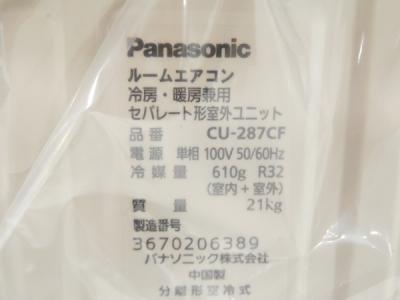 Panasonic
ルームエアコン
冷房・暖房兼用
セパレート形室外ユニット
品番 CU-287CF
電源 単相 100V 50/60Hz
冷媒量 610g R32
(室内+室外)
質量 21kg
製造番号
3670206389
パナソニック株式会社
中国製
分離形空冷式